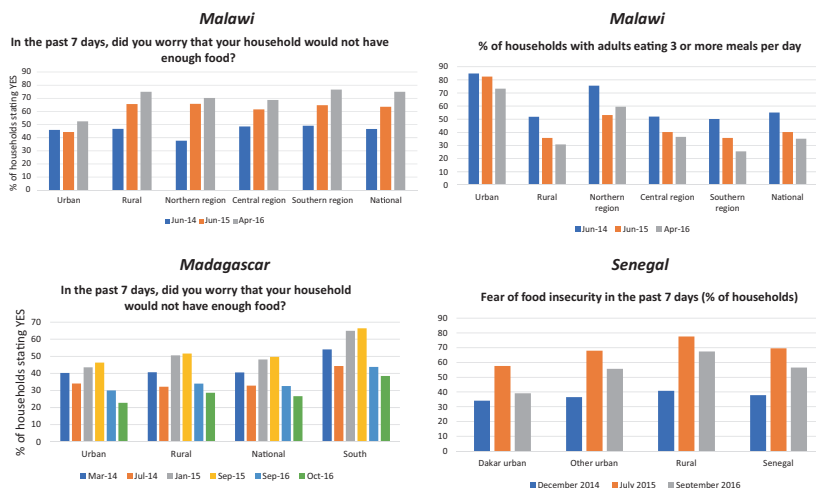 Malawi
In the past 7 days, did you worry that your household would not have
enough food?
% of households stating YES
90
80
70
60
50
40
30
20
10
0
Urban Rural Northern region Central region Southern region National
Jun-14 Jun-15 Apr-16
Malawi
% of households with adults eating 3 or more meals per day
90
80
70
60
50
40
30
20
10
0
Urban Rural Northern region Central region Southern region National
Jun-14 Jun-15 Apr-16
Madagascar
In the past 7 days, did you worry that your household
would not have enough food?
% of households stating YES
70
60
50
40
30
20
10
0
Urban Rural National South
Mar-14 Jul-14 Jan-15 Sep-15 Sep-16 Oct-16
Senegal
Fear of food insecurity in the past 7 days (% of households)
90
80
70
60
50
40
30
20
10
0
Dakar urban Other urban Rural Senegal
December 2014 July 2015 September 2016